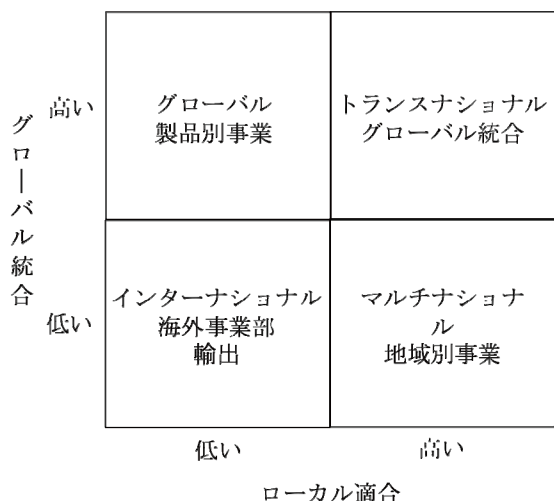 グローバル統合
高い
グローバル
製品別事業
トランスナショナル
グローバル統合
低い
インターナショナル
海外事業部
輸出
マルチナショナ
ル
地域別事業
低い
高い
ローカル適合